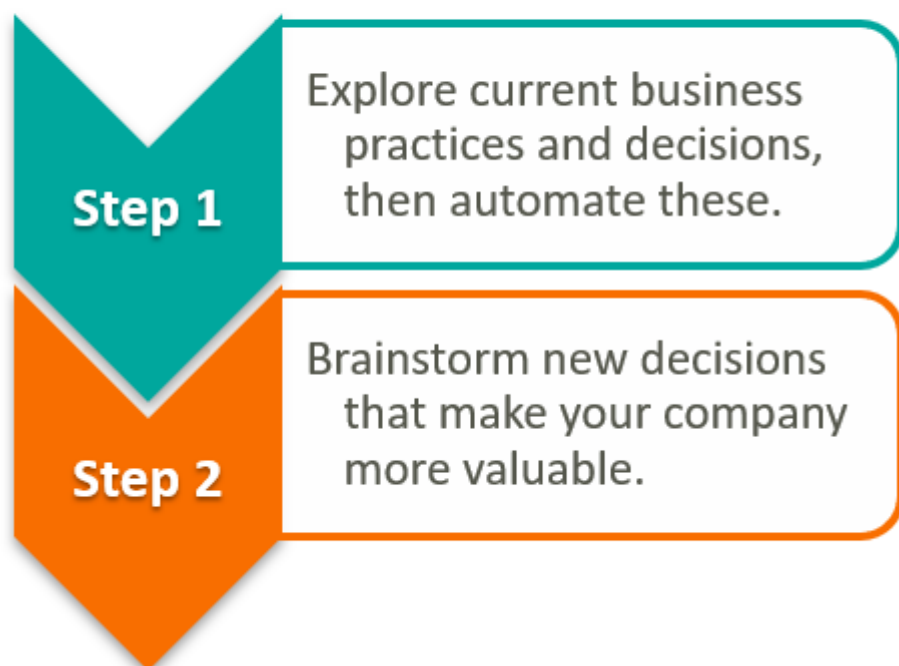 Step 1
Explore current business
practices and decisions,
then automate these.
Step 2
Brainstorm new decisions
that make your company
more valuable.